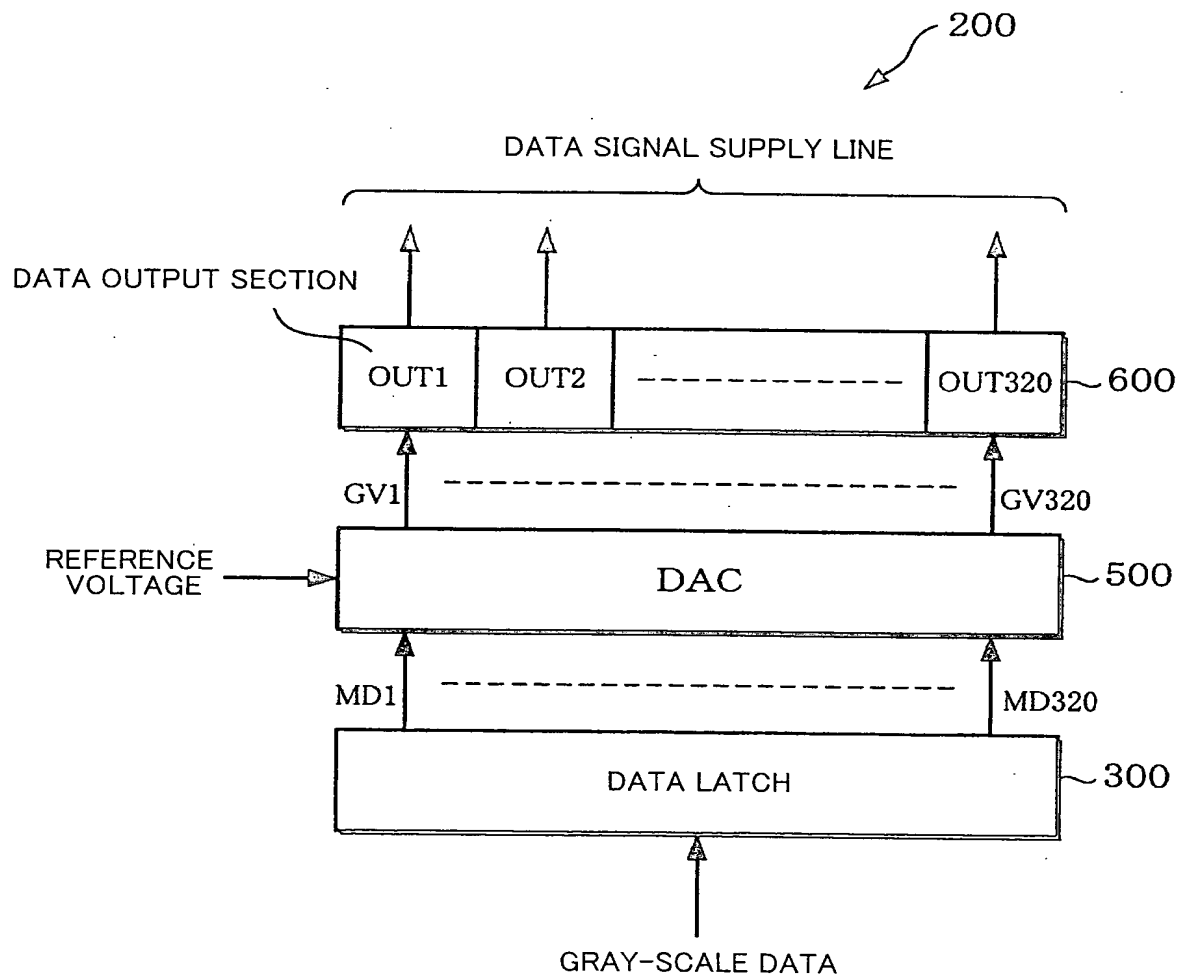 200
DATA SIGNAL SUPPLY LINE
DATA OUTPUT SECTION
OUT1
OUT2
OUT320
600
GV1
GV320
REFERENCE
VOLTAGE
DAC
500
MD1
MD320
DATA LATCH
300
GRAY-SCALE DATA